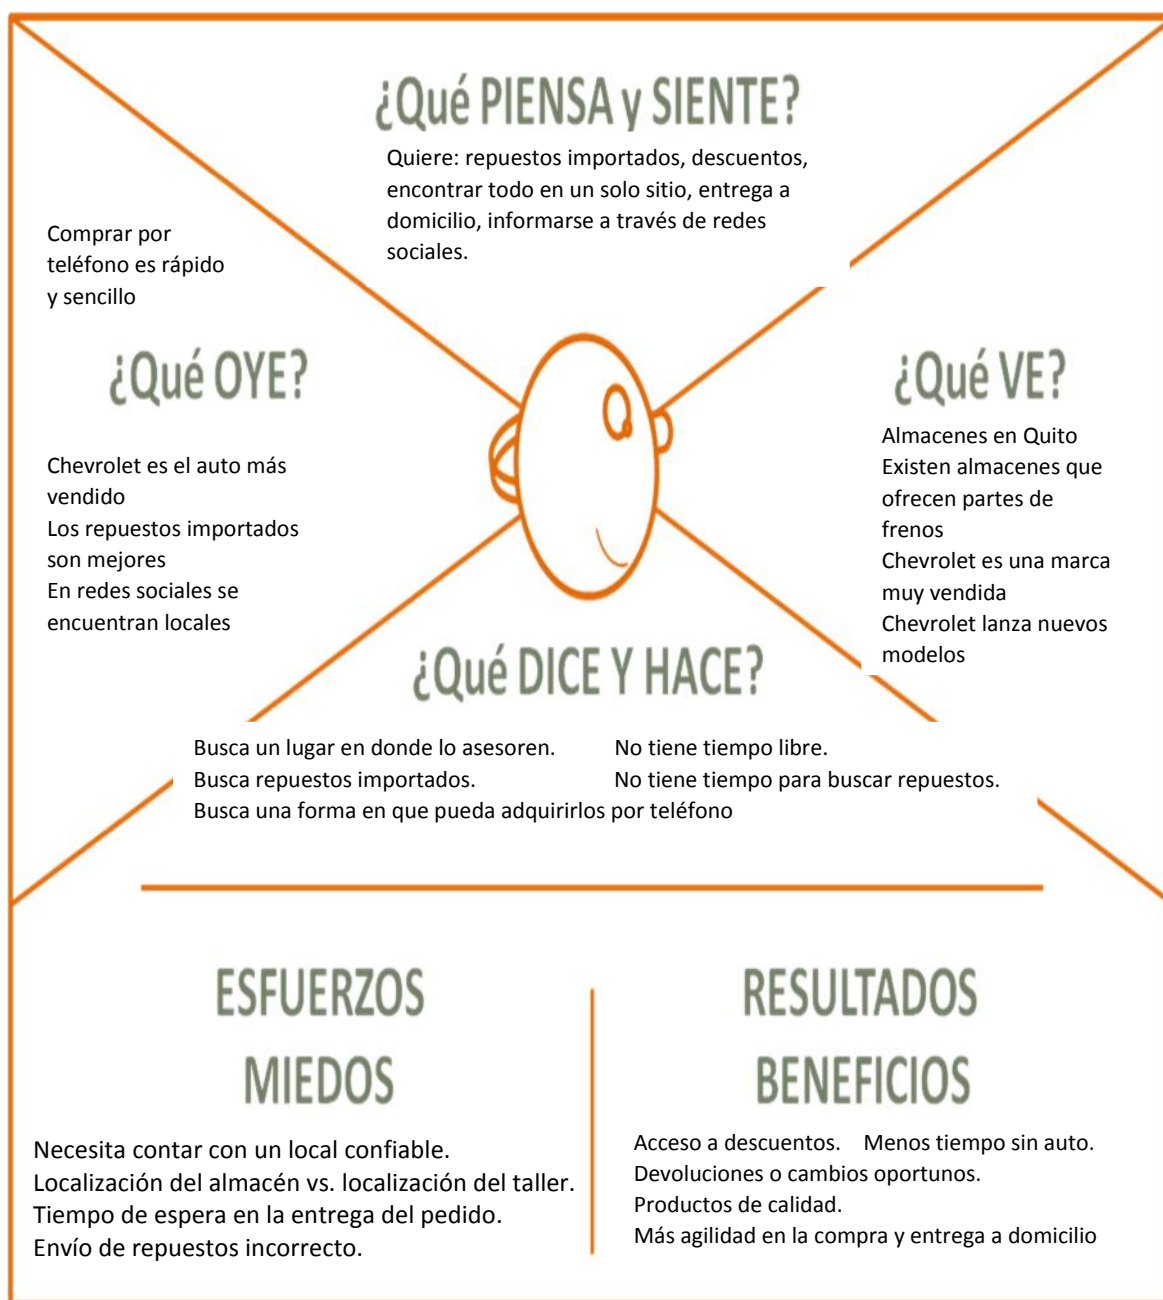 ¿Qué PIENSA y SIENTE?
Quiere: repuestos importados, descuentos,
encontrar todo en un solo sitio, entrega a
domicilio, informarse a través de redes
sociales.
Comprar por
teléfono es rápido
y sencillo
¿Qué OYE?
Chevrolet es el auto más
vendido
Los repuestos importados
son mejores
En redes sociales se
encuentran locales
¿Qué VE?
Almacenes en Quito
Existen almacenes que
ofrecen partes de
frenos
Chevrolet es una marca
muy vendida
Chevrolet lanza nuevos
modelos
¿Qué DICE Y HACE?
Busca un lugar en donde lo asesoren. No tiene tiempo libre.
Busca repuestos importados. No tiene tiempo para buscar repuestos.
Busca una forma en que pueda adquirirlos por teléfono
ESFUERZOS
MIEDOS
Necesita contar con un local confiable.
Localización del almacén vs. localización del taller.
Tiempo de espera en la entrega del pedido.
Envío de repuestos incorrecto.
RESULTADOS
BENEFICIOS
Acceso a descuentos. Menos tiempo sin auto.
Devoluciones o cambios oportunos.
Productos de calidad.
Más agilidad en la compra y entrega a domicilio